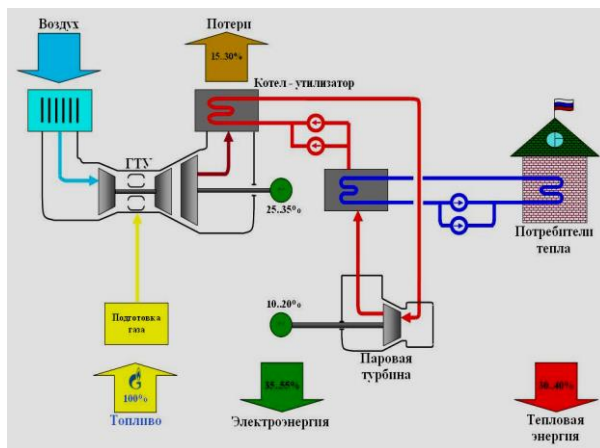 Воздух
Потери
15..30%
Котел - утилизатор
ГТУ
25..35%
Потребители
тепла
10..20%
Подготовка
газа
Паровая
турбина
100%
35..55%
Топливо
Электроэнергия
Тепловая
энергия